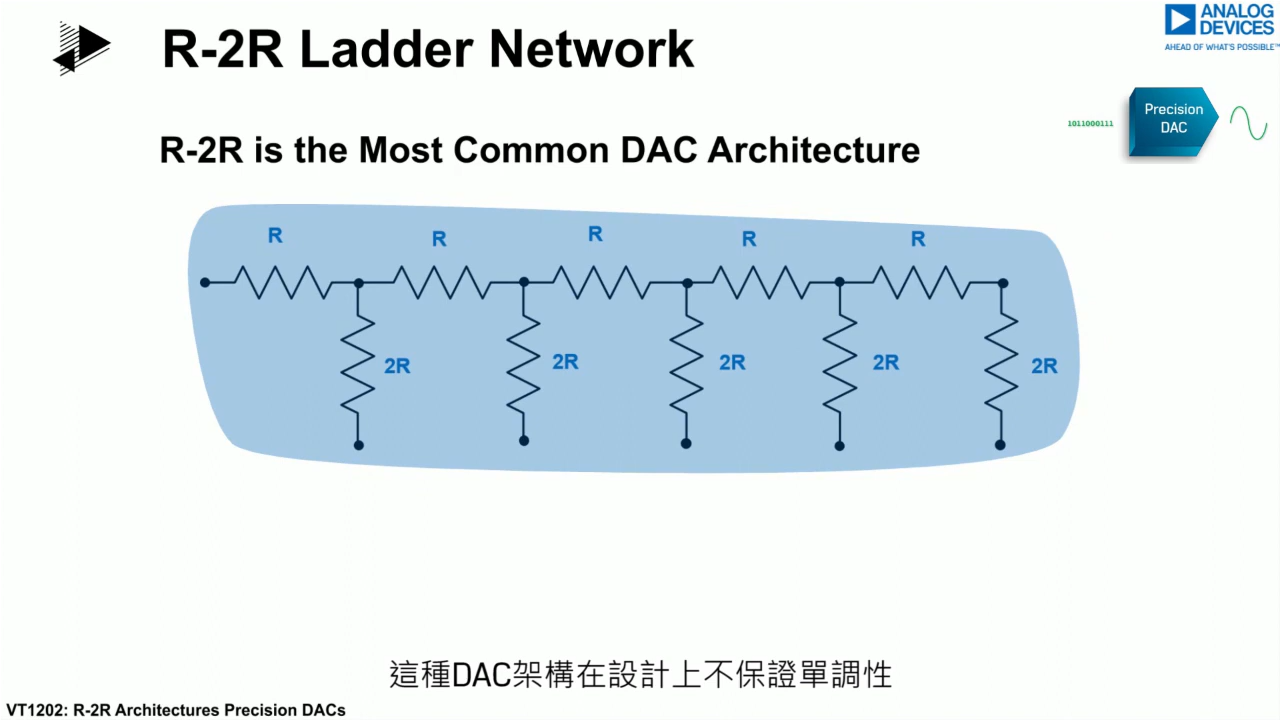 R-2R Ladder Network
ANALOG
DEVICES
AHEAD OF WHAT'S POSSIBLE™
1011000111
Precision
DAC
R-2R is the Most Common DAC Architecture
R
R
R
R
R
2R
2R
2R
2R
2R
這種DAC架構在設計上不保證單調性
VT1202: R-2R Architectures Precision DACs